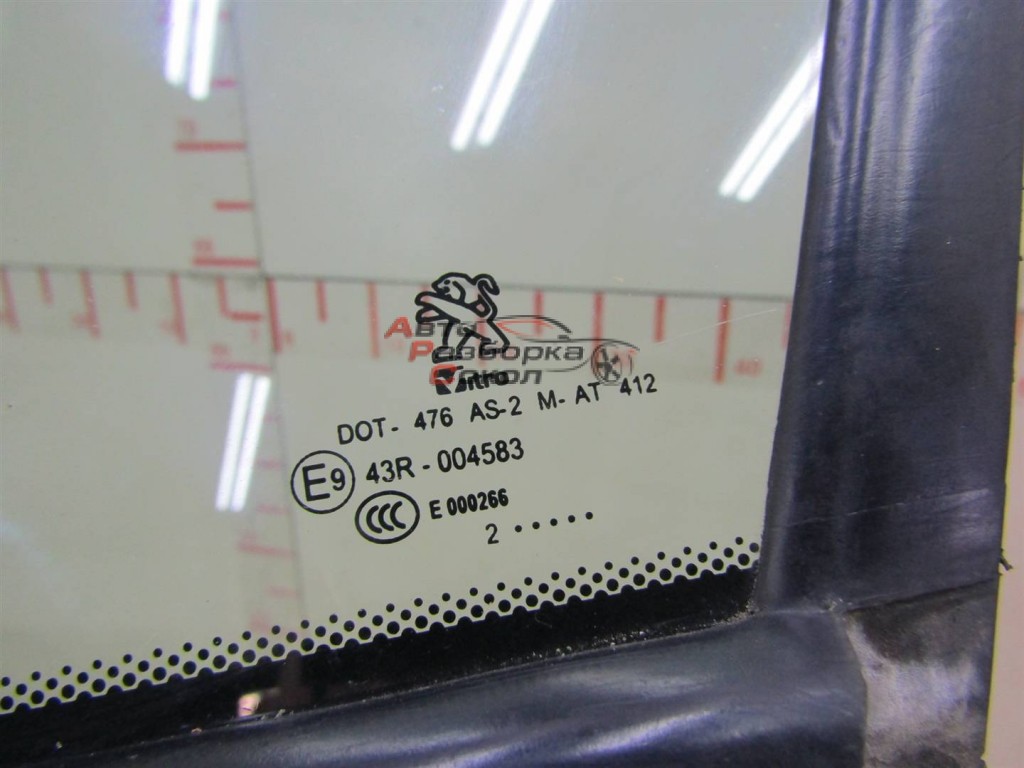 Авто
Разборка
Сокол
DOT- 476 AS-2 M-AT 412
E9 43R-004583
CCC E 000266
2 • • • • •